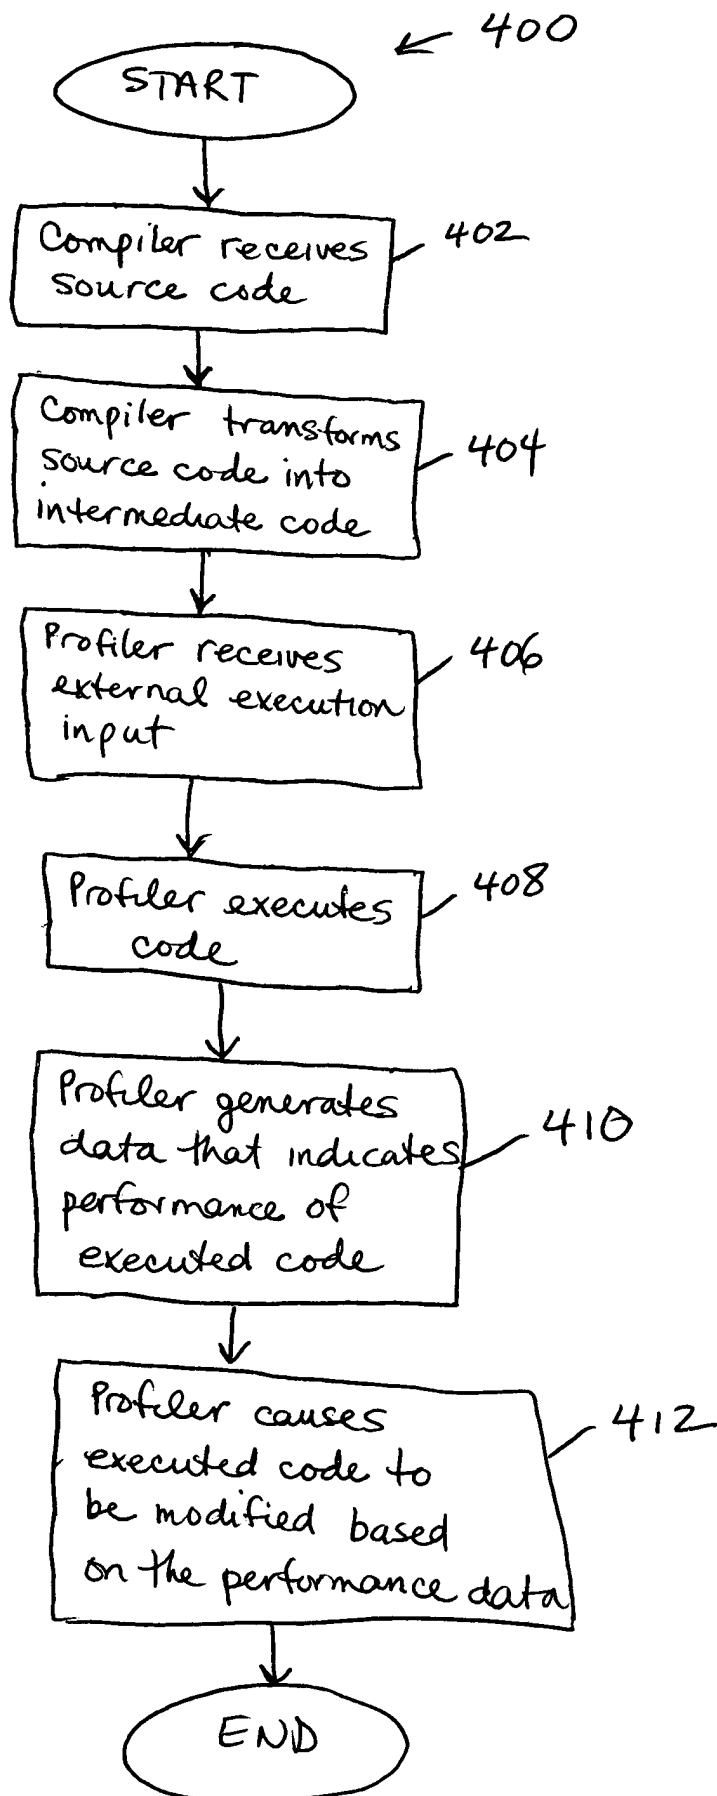 400
START
Compiler receives
source code
402
Compiler transforms
source code into
intermediate code
404
Profiler receives
external execution
input
406
Profiler executes
code
408
Profiler generates
data that indicates
performance of
executed code
410
Profiler causes
executed code to
be modified based
on the performance data
412
END